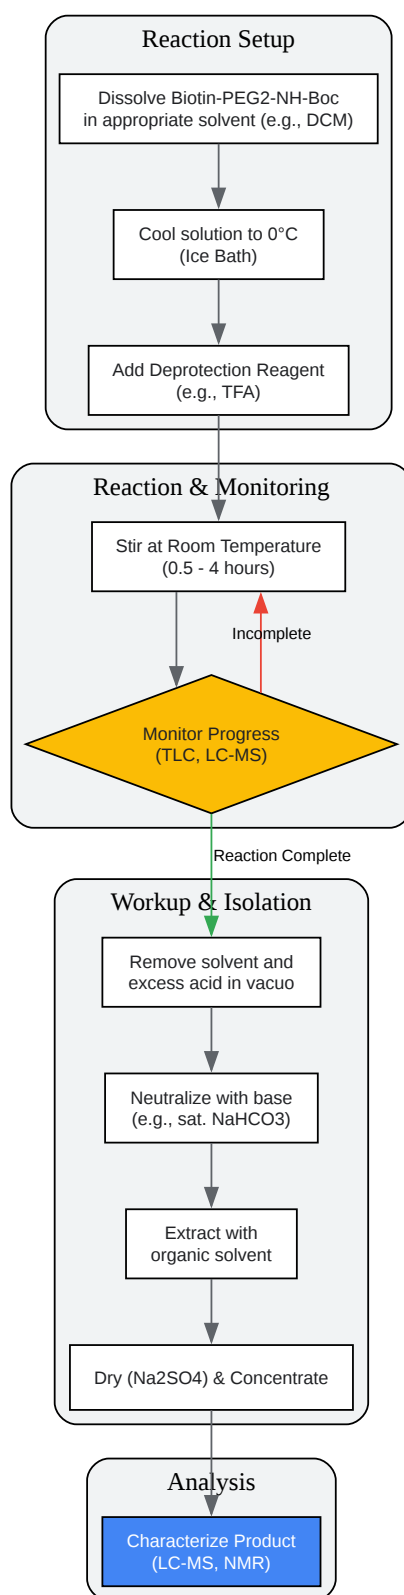 Reaction Setup
Dissolve Biotin-PEG2-NH-Boc
in appropriate solvent (e.g., DCM)
Cool solution to 0°C
(Ice Bath)
Add Deprotection Reagent
(e.g., TFA)
Reaction & Monitoring
Stir at Room Temperature
(0.5 - 4 hours)
Incomplete
Monitor Progress
(TLC, LC-MS)
Reaction Complete
Workup & Isolation
Remove solvent and
excess acid in vacuo
Neutralize with base
(e.g., sat. NaHCO3)
Extract with
organic solvent
Dry (Na2SO4) & Concentrate
Analysis
Characterize Product
(LC-MS, NMR)